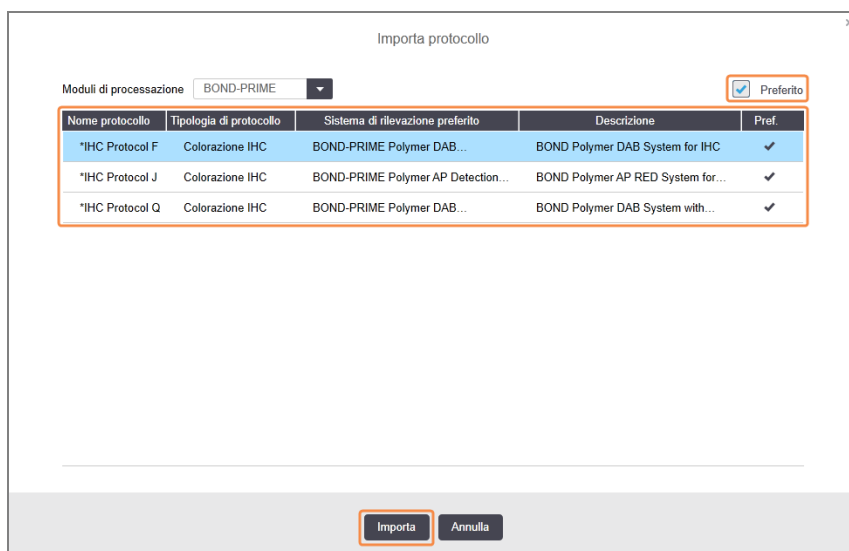 Importa protocollo
Moduli di processazione BOND-PRIME Preferito
Nome protocollo Tipologia di protocollo Sistema di rilevazione preferito Descrizione Pref.
*IHC Protocol F Colorazione IHC BOND-PRIME Polymer DAB... BOND Polymer DAB System for IHC
*IHC Protocol J Colorazione IHC BOND-PRIME Polymer AP Detection... BOND Polymer AP RED System for...
*IHC Protocol Q Colorazione IHC BOND-PRIME Polymer DAB... BOND Polymer DAB System with...
Importa Annulla